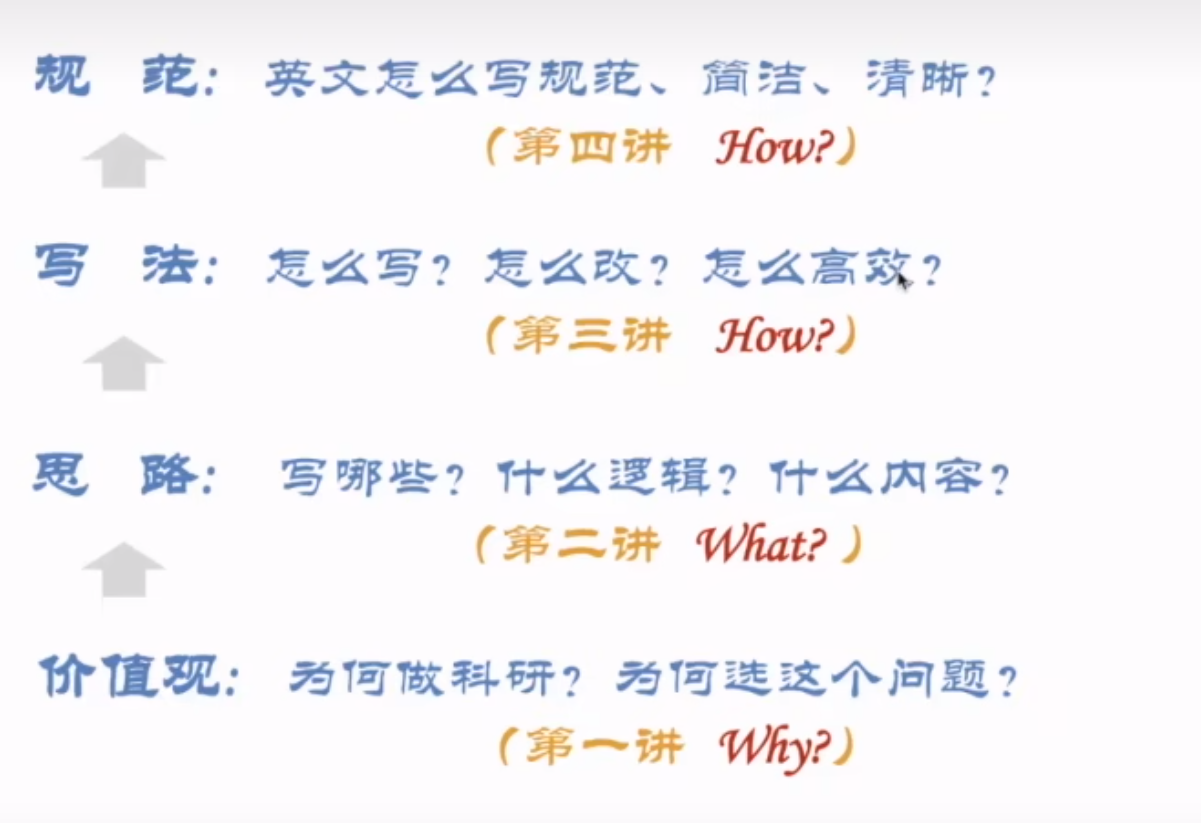 规 范：英文怎么写规范、简洁、清晰？
（第四讲 How?）
写 法：怎么写？怎么改？怎么高效？
（第三讲 How?）
思 路：写哪些？什么逻辑？什么内容？
（第二讲 What? ）
价值观：为何做科研？为何选这个问题？
（第一讲 Why?）